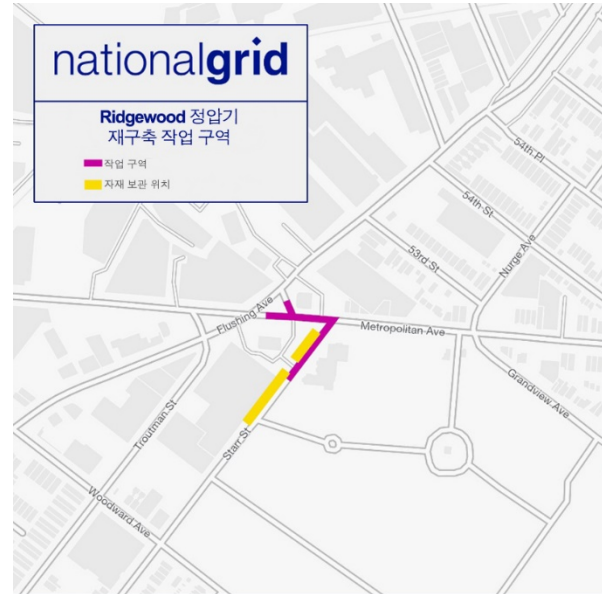 nationalgrid
Ridgewood 정압기
재구축 작업 구역
작업 구역
자재 보관 위치
54th Pl
54th St
53rd St
Nurge Ave
Flushing Ave
Metropolitan Ave
Grandview Ave
Troutman St
Starr St
Woodward Ave